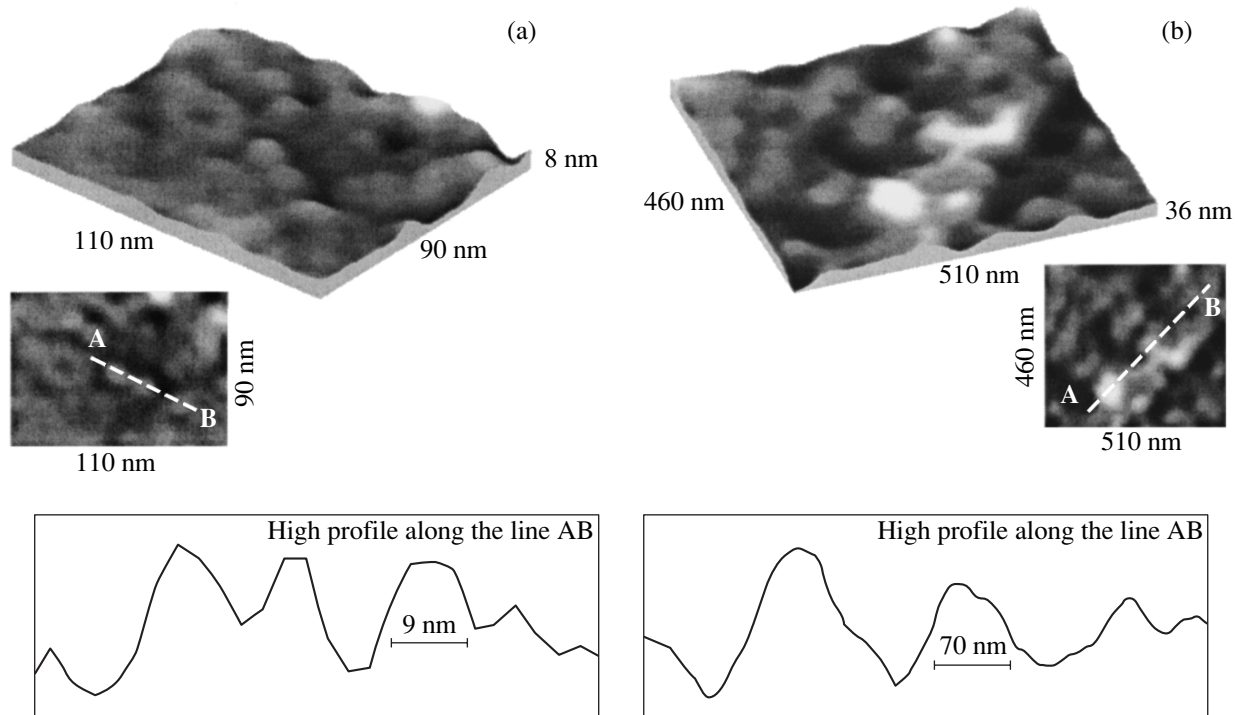 (a)
8 nm
110 nm
90 nm
A
B
90 nm
110 nm
High profile along the line AB
9 nm
(b)
460 nm
36 nm
510 nm
B
A
460 nm
510 nm
High profile along the line AB
70 nm